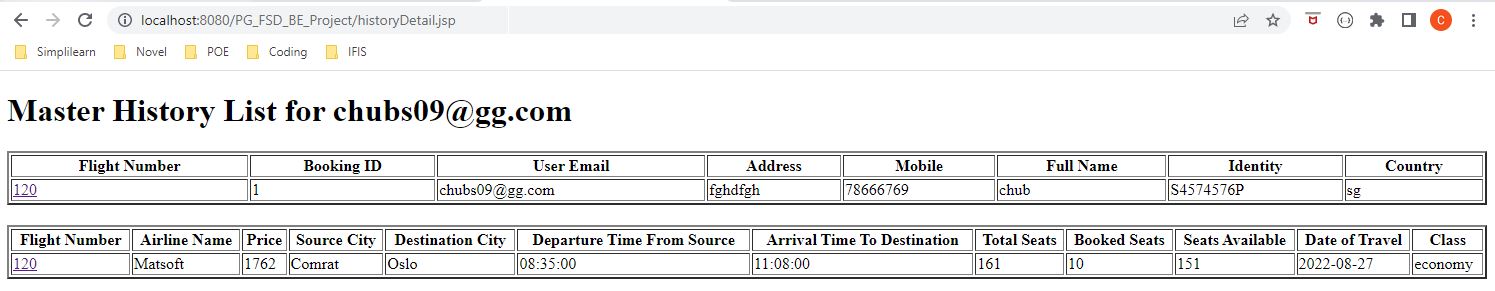 localhost:8080/PG_FSD_BE_Project/historyDetail.jsp
C
Simplilearn Novel POE Coding IFIS
Master History List for chubs09@gg.com
Flight Number Booking ID User Email Address Mobile Full Name Identity Country
120 1 chubs09@gg.com fghdfgh 78666769 chub S4574576P sg
Flight Number Airline Name Price Source City Destination City Departure Time From Source Arrival Time To Destination Total Seats Booked Seats Seats Available Date of Travel Class
120 Matsoft 1762 Comrat Oslo 08:35:00 11:08:00 161 10 151 2022-08-27 economy